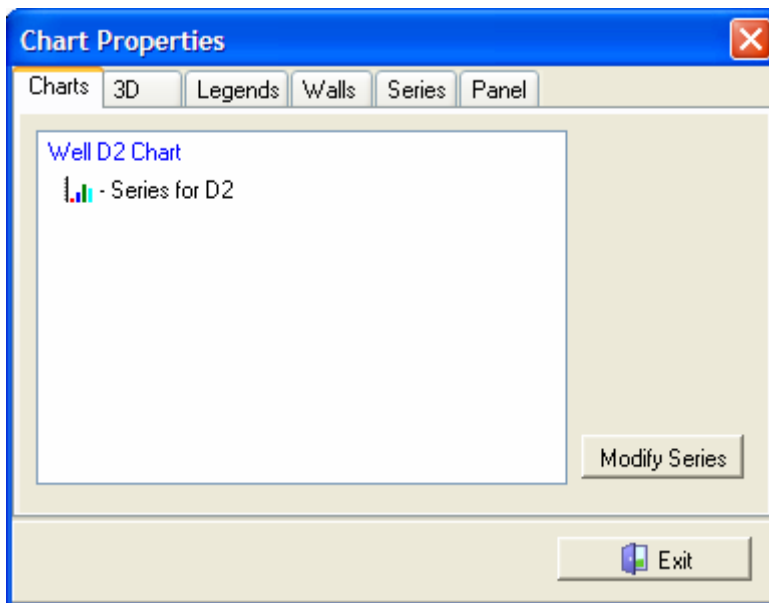 Chart Properties
Charts 3D Legends Walls Series Panel
Well D2 Chart
- Series for D2
Modify Series
Exit